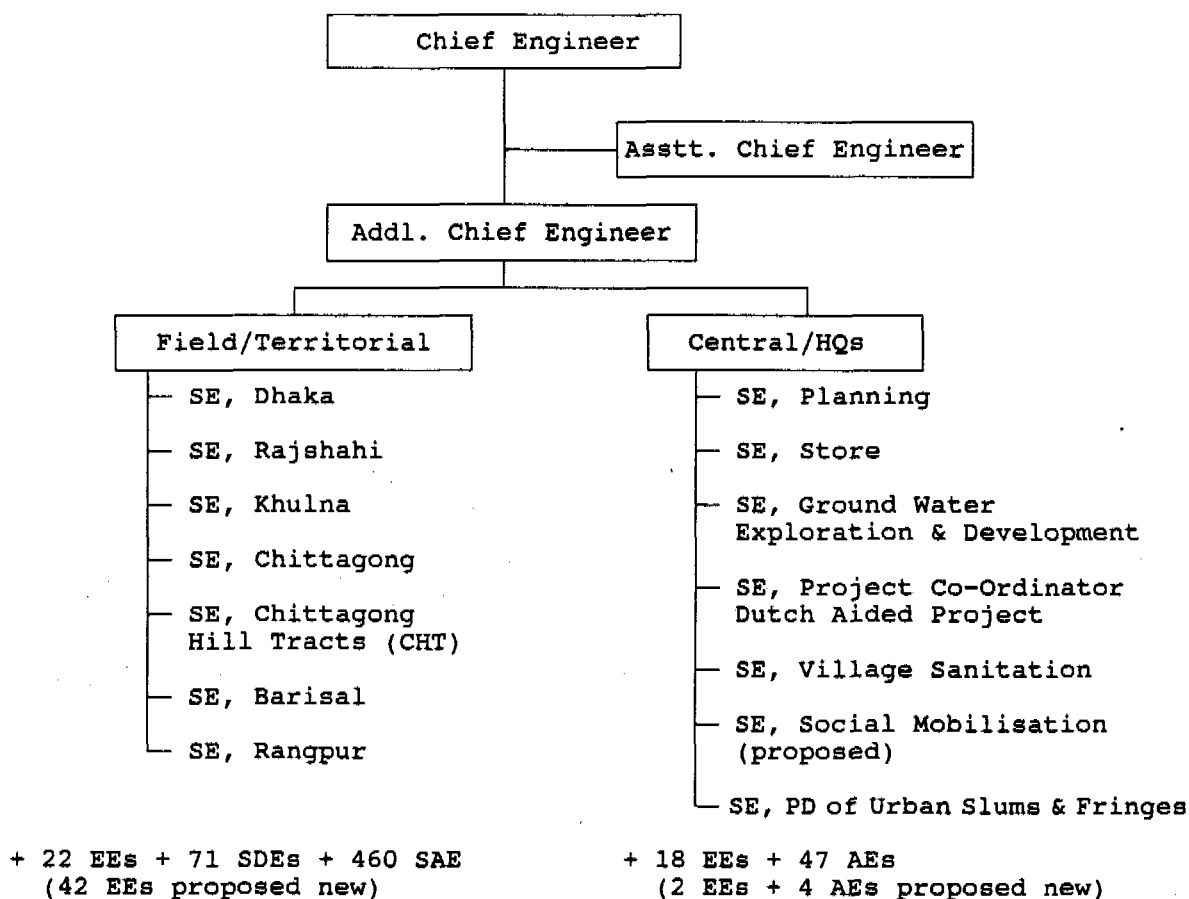 Chief Engineer
Asstt. Chief Engineer
Addl. Chief Engineer
Field/Territorial
SE, Dhaka
SE, Rajshahi
SE, Khulna
SE, Chittagong
SE, Chittagong
Hill Tracts (CHT)
SE, Barisal
SE, Rangpur
+ 22 EEs + 71 SDEs + 460 SAE
(42 EEs proposed new)
Central/HQs
SE, Planning
SE, Store
SE, Ground Water
Exploration & Development
SE, Project Co-Ordinator
Dutch Aided Project
SE, Village Sanitation
SE, Social Mobilisation
(proposed)
SE, PD of Urban Slums & Fringes
+ 18 EEs + 47 AEs
(2 EEs + 4 AEs proposed new)